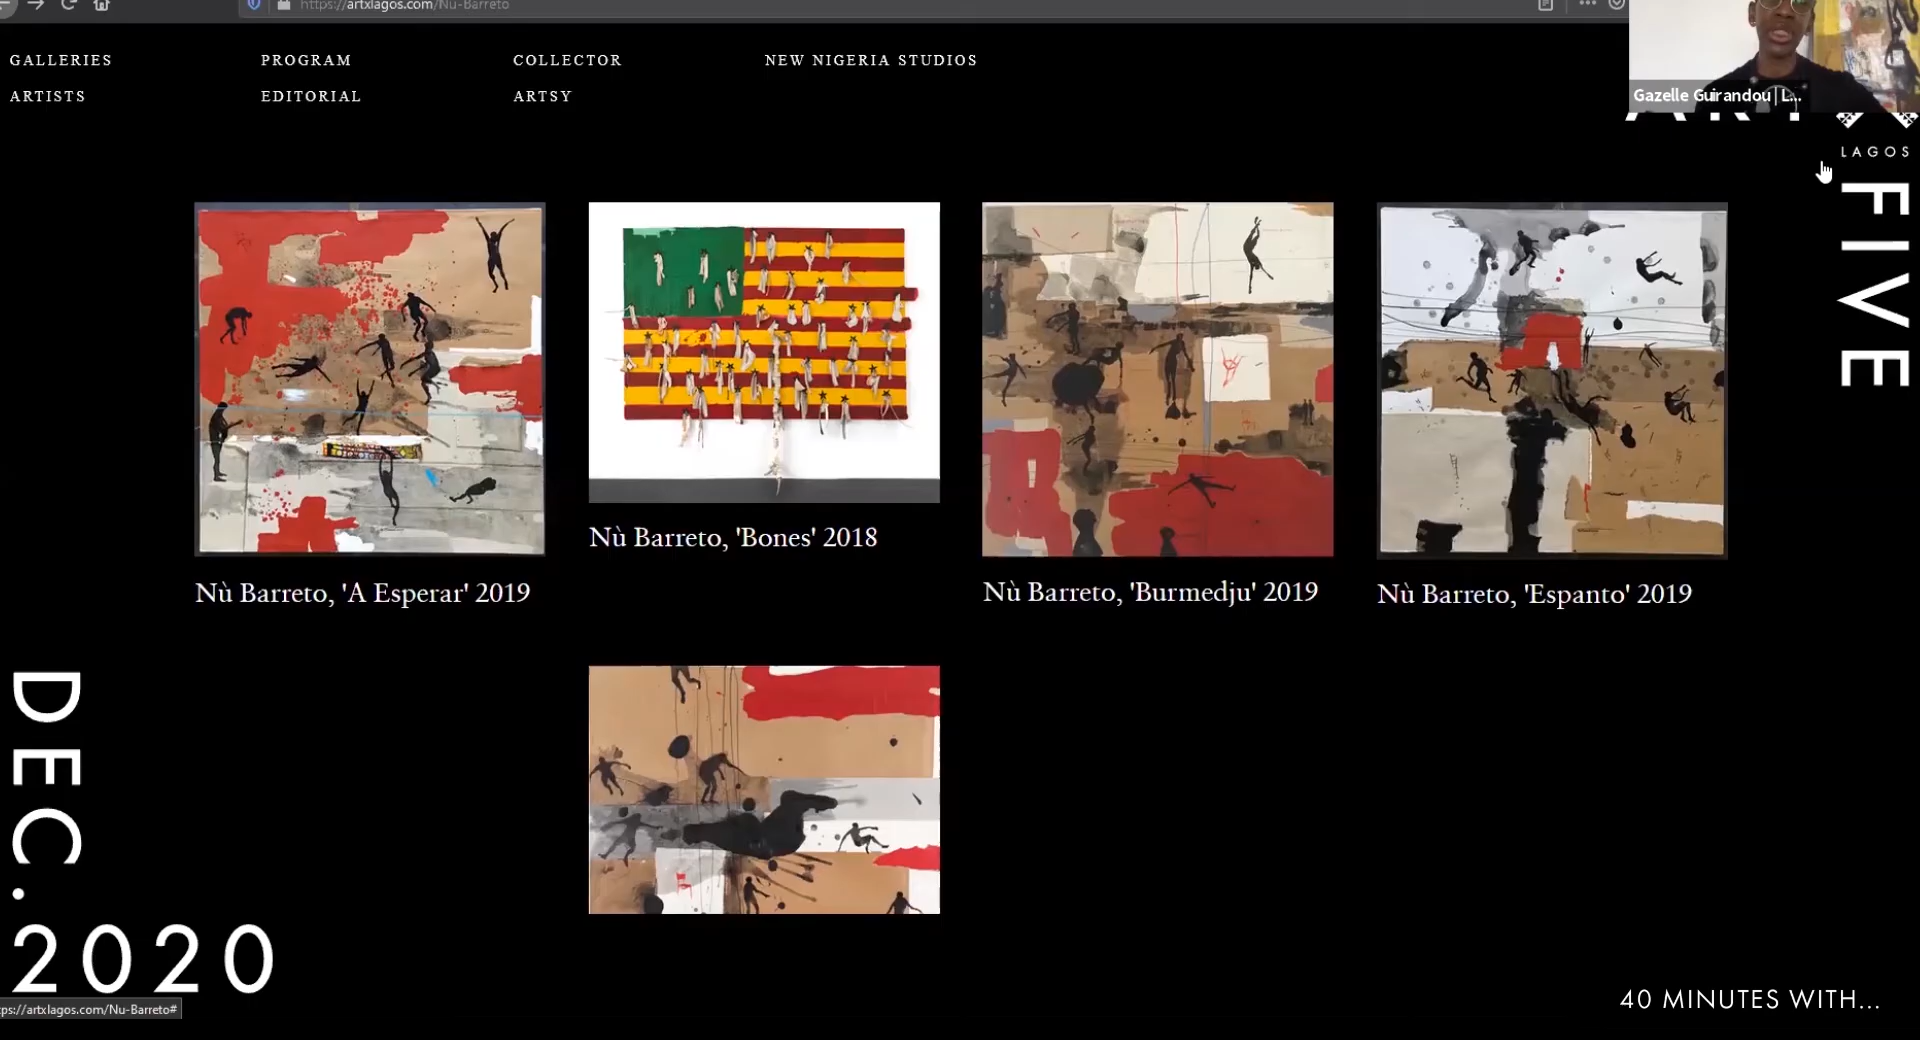 https://artxlagos.com/Nu-Barreto
GALLERIES
PROGRAM
COLLECTOR
NEW NIGERIA STUDIOS
ARTISTS
EDITORIAL
ARTSY
Gazelle Guirandou | L...
LAGOS
FIVE
Nù Barreto, 'A Esperar' 2019
Nù Barreto, 'Bones' 2018
Nù Barreto, 'Burmedju' 2019
Nù Barreto, 'Espanto' 2019
DEC.
2020
ps://artxlagos.com/Nu-Barreto#
40 MINUTES WITH...